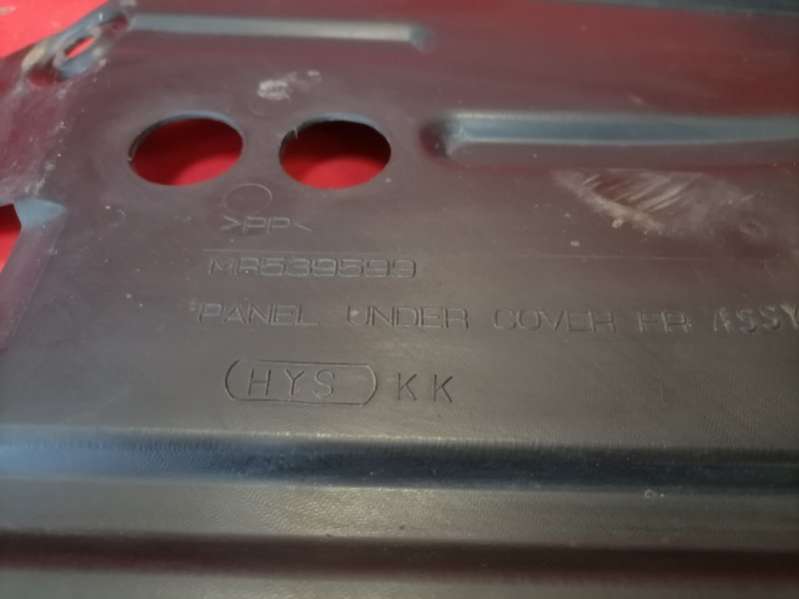 >PP<
MR539599
PANEL UNDER COVER FR ASSY
HYS KK